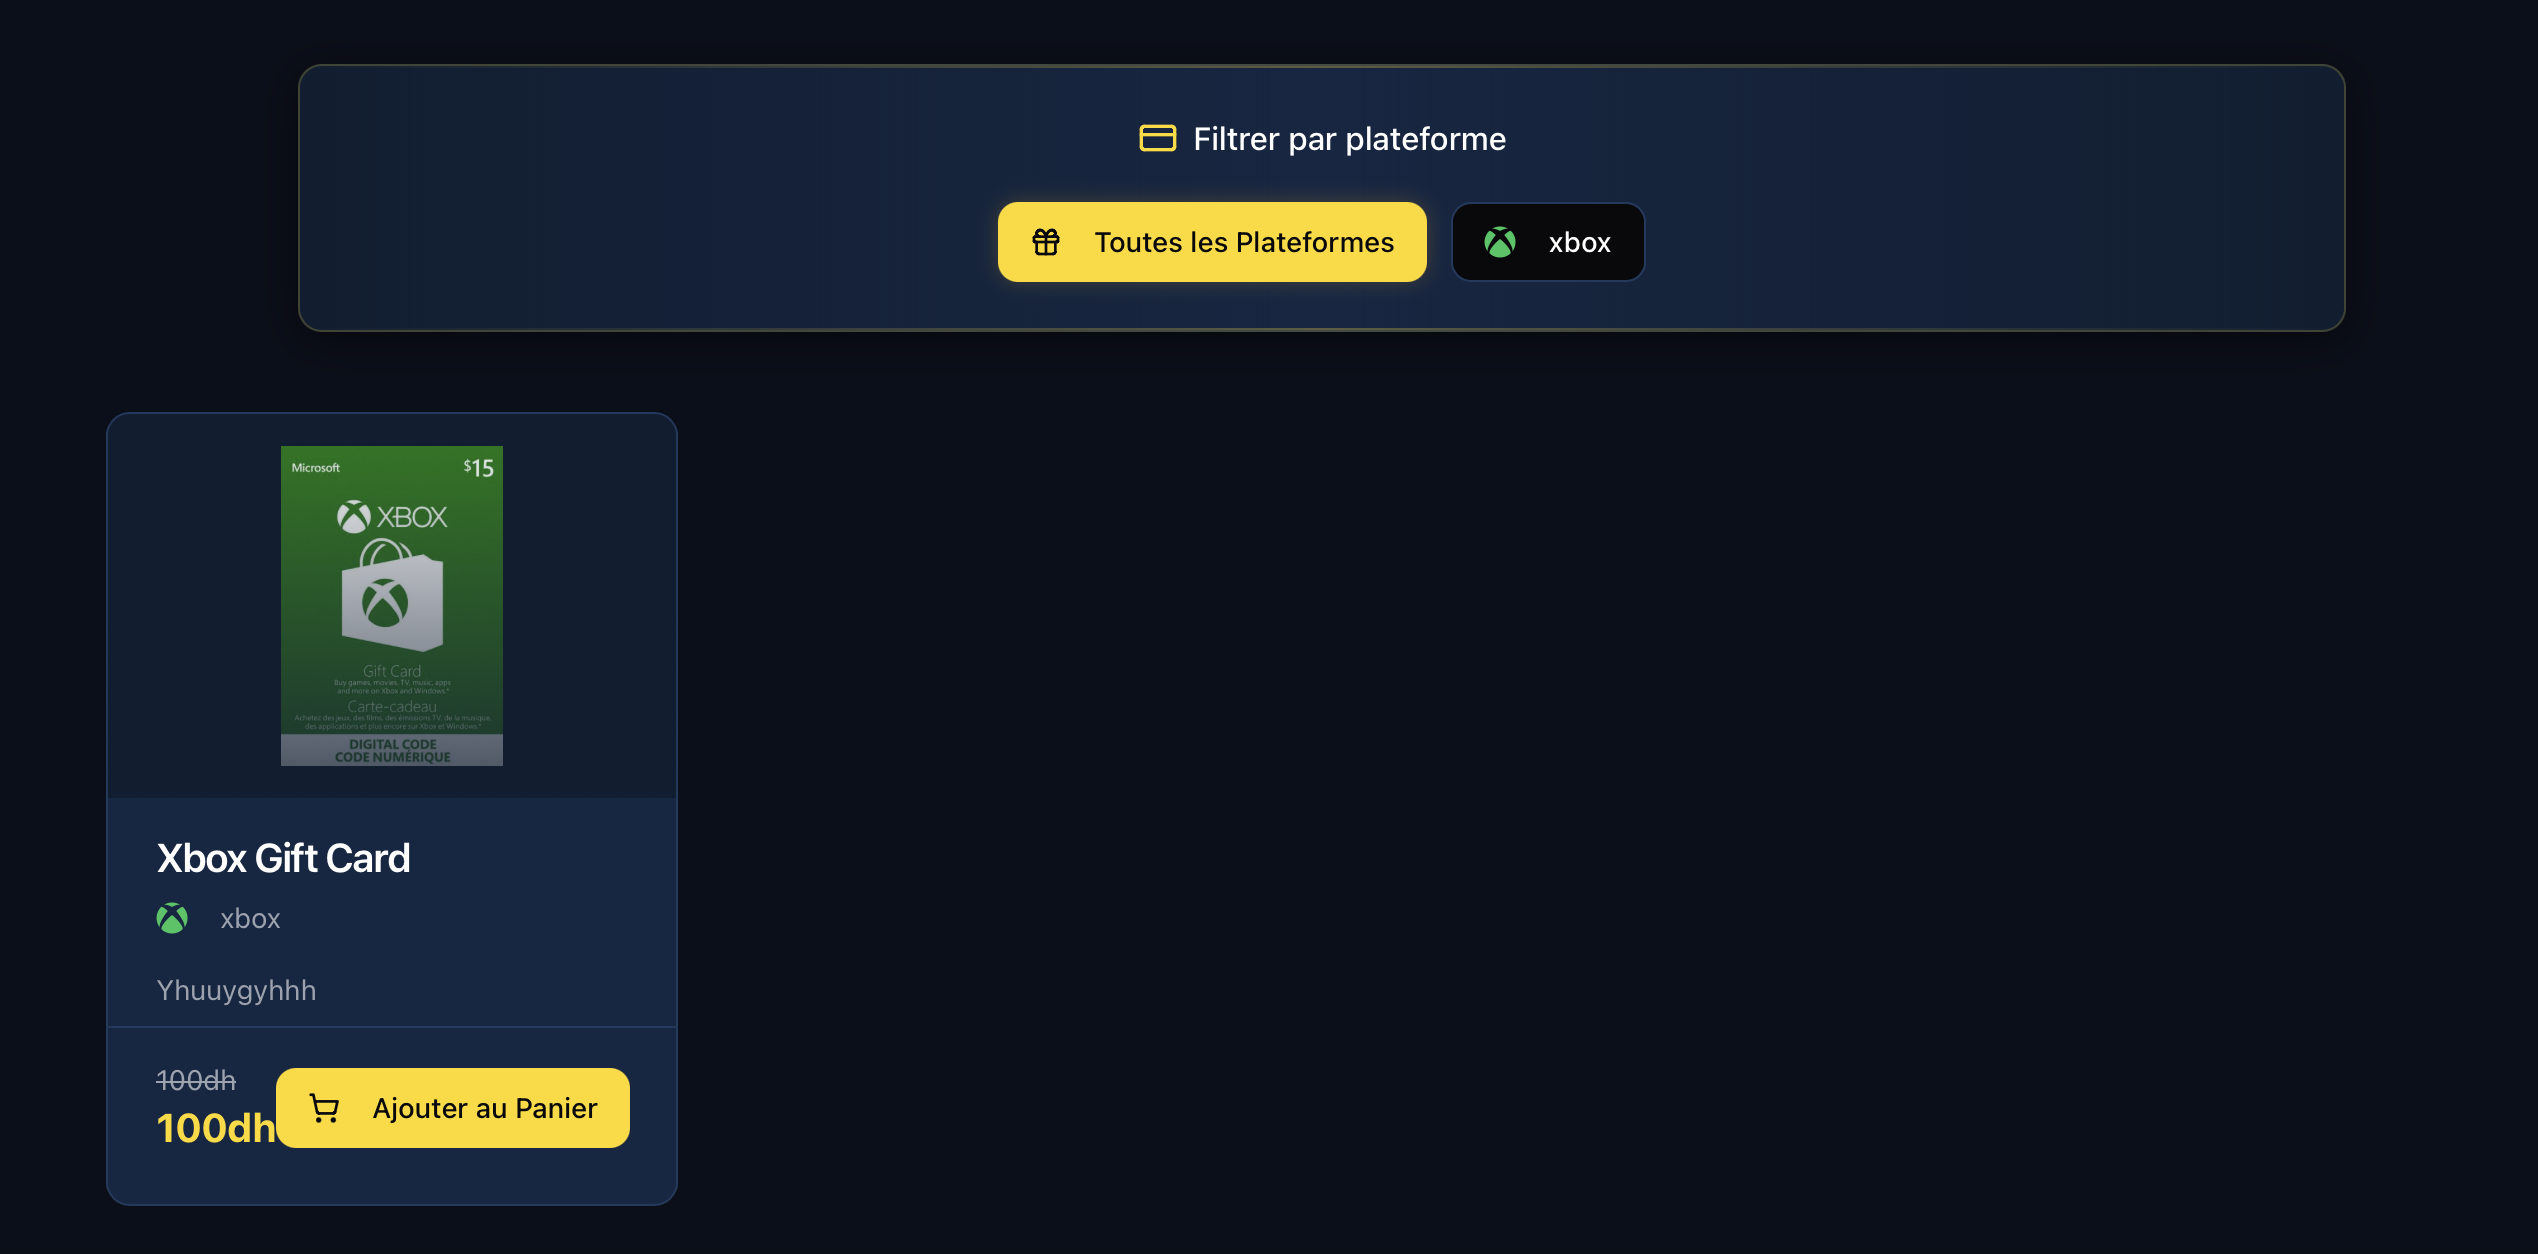 Filtrer par plateforme
Toutes les Plateformes
xbox
Microsoft
$15
XBOX
Gift Card
Buy games, movies, TV, music, apps
and more on Xbox and Windows.*
Carte-cadeau
Achetez des jeux, des films, des émissions TV, de la musique,
des applications et plus encore sur Xbox et Windows.*
DIGITAL CODE
CODE NUMÉRIQUE
Xbox Gift Card
xbox
Yhuuygyhhh
100dh
100dh
Ajouter au Panier